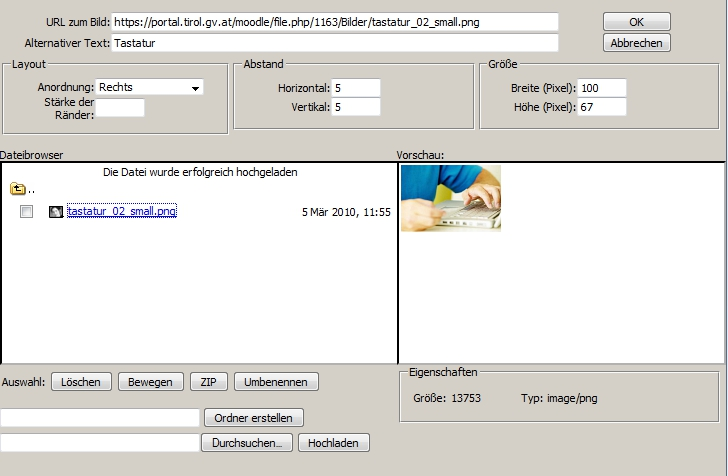 URL zum Bild: https://portal.tirol.gv.at/moodle/file.php/1163/Bilder/tastatur_02_small.png
OK
Alternativer Text: Tastatur
Abbrechen
Layout
Abstand
Größe
Anordnung: Rechts
Horizontal: 5
Breite (Pixel): 100
Stärke der Ränder:
Vertikal: 5
Höhe (Pixel): 67
Dateibrowser
Vorschau:
Die Datei wurde erfolgreich hochgeladen
..
tastatur_02_small.png 5 Mär 2010, 11:55
Auswahl: Löschen Bewegen ZIP Umbenennen
Eigenschaften
Größe: 13753 Typ: image/png
Ordner erstellen
Durchsuchen... Hochladen